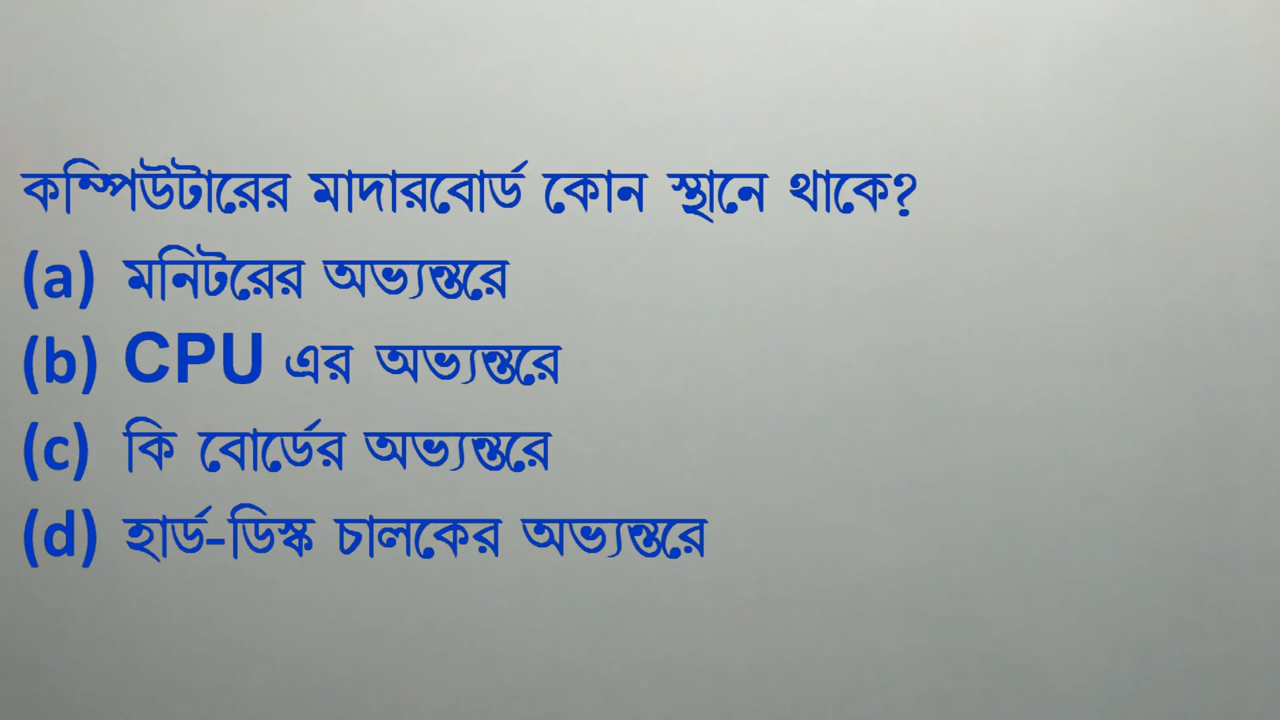 কম্পিউটারের মাদারবোর্ড কোন স্থানে থাকে?
(a) মনিটরের অভ্যন্তরে
(b) CPU এর অভ্যন্তরে
(c) কি বোর্ডের অভ্যন্তরে
(d) হার্ড-ডিস্ক চালকের অভ্যন্তরে